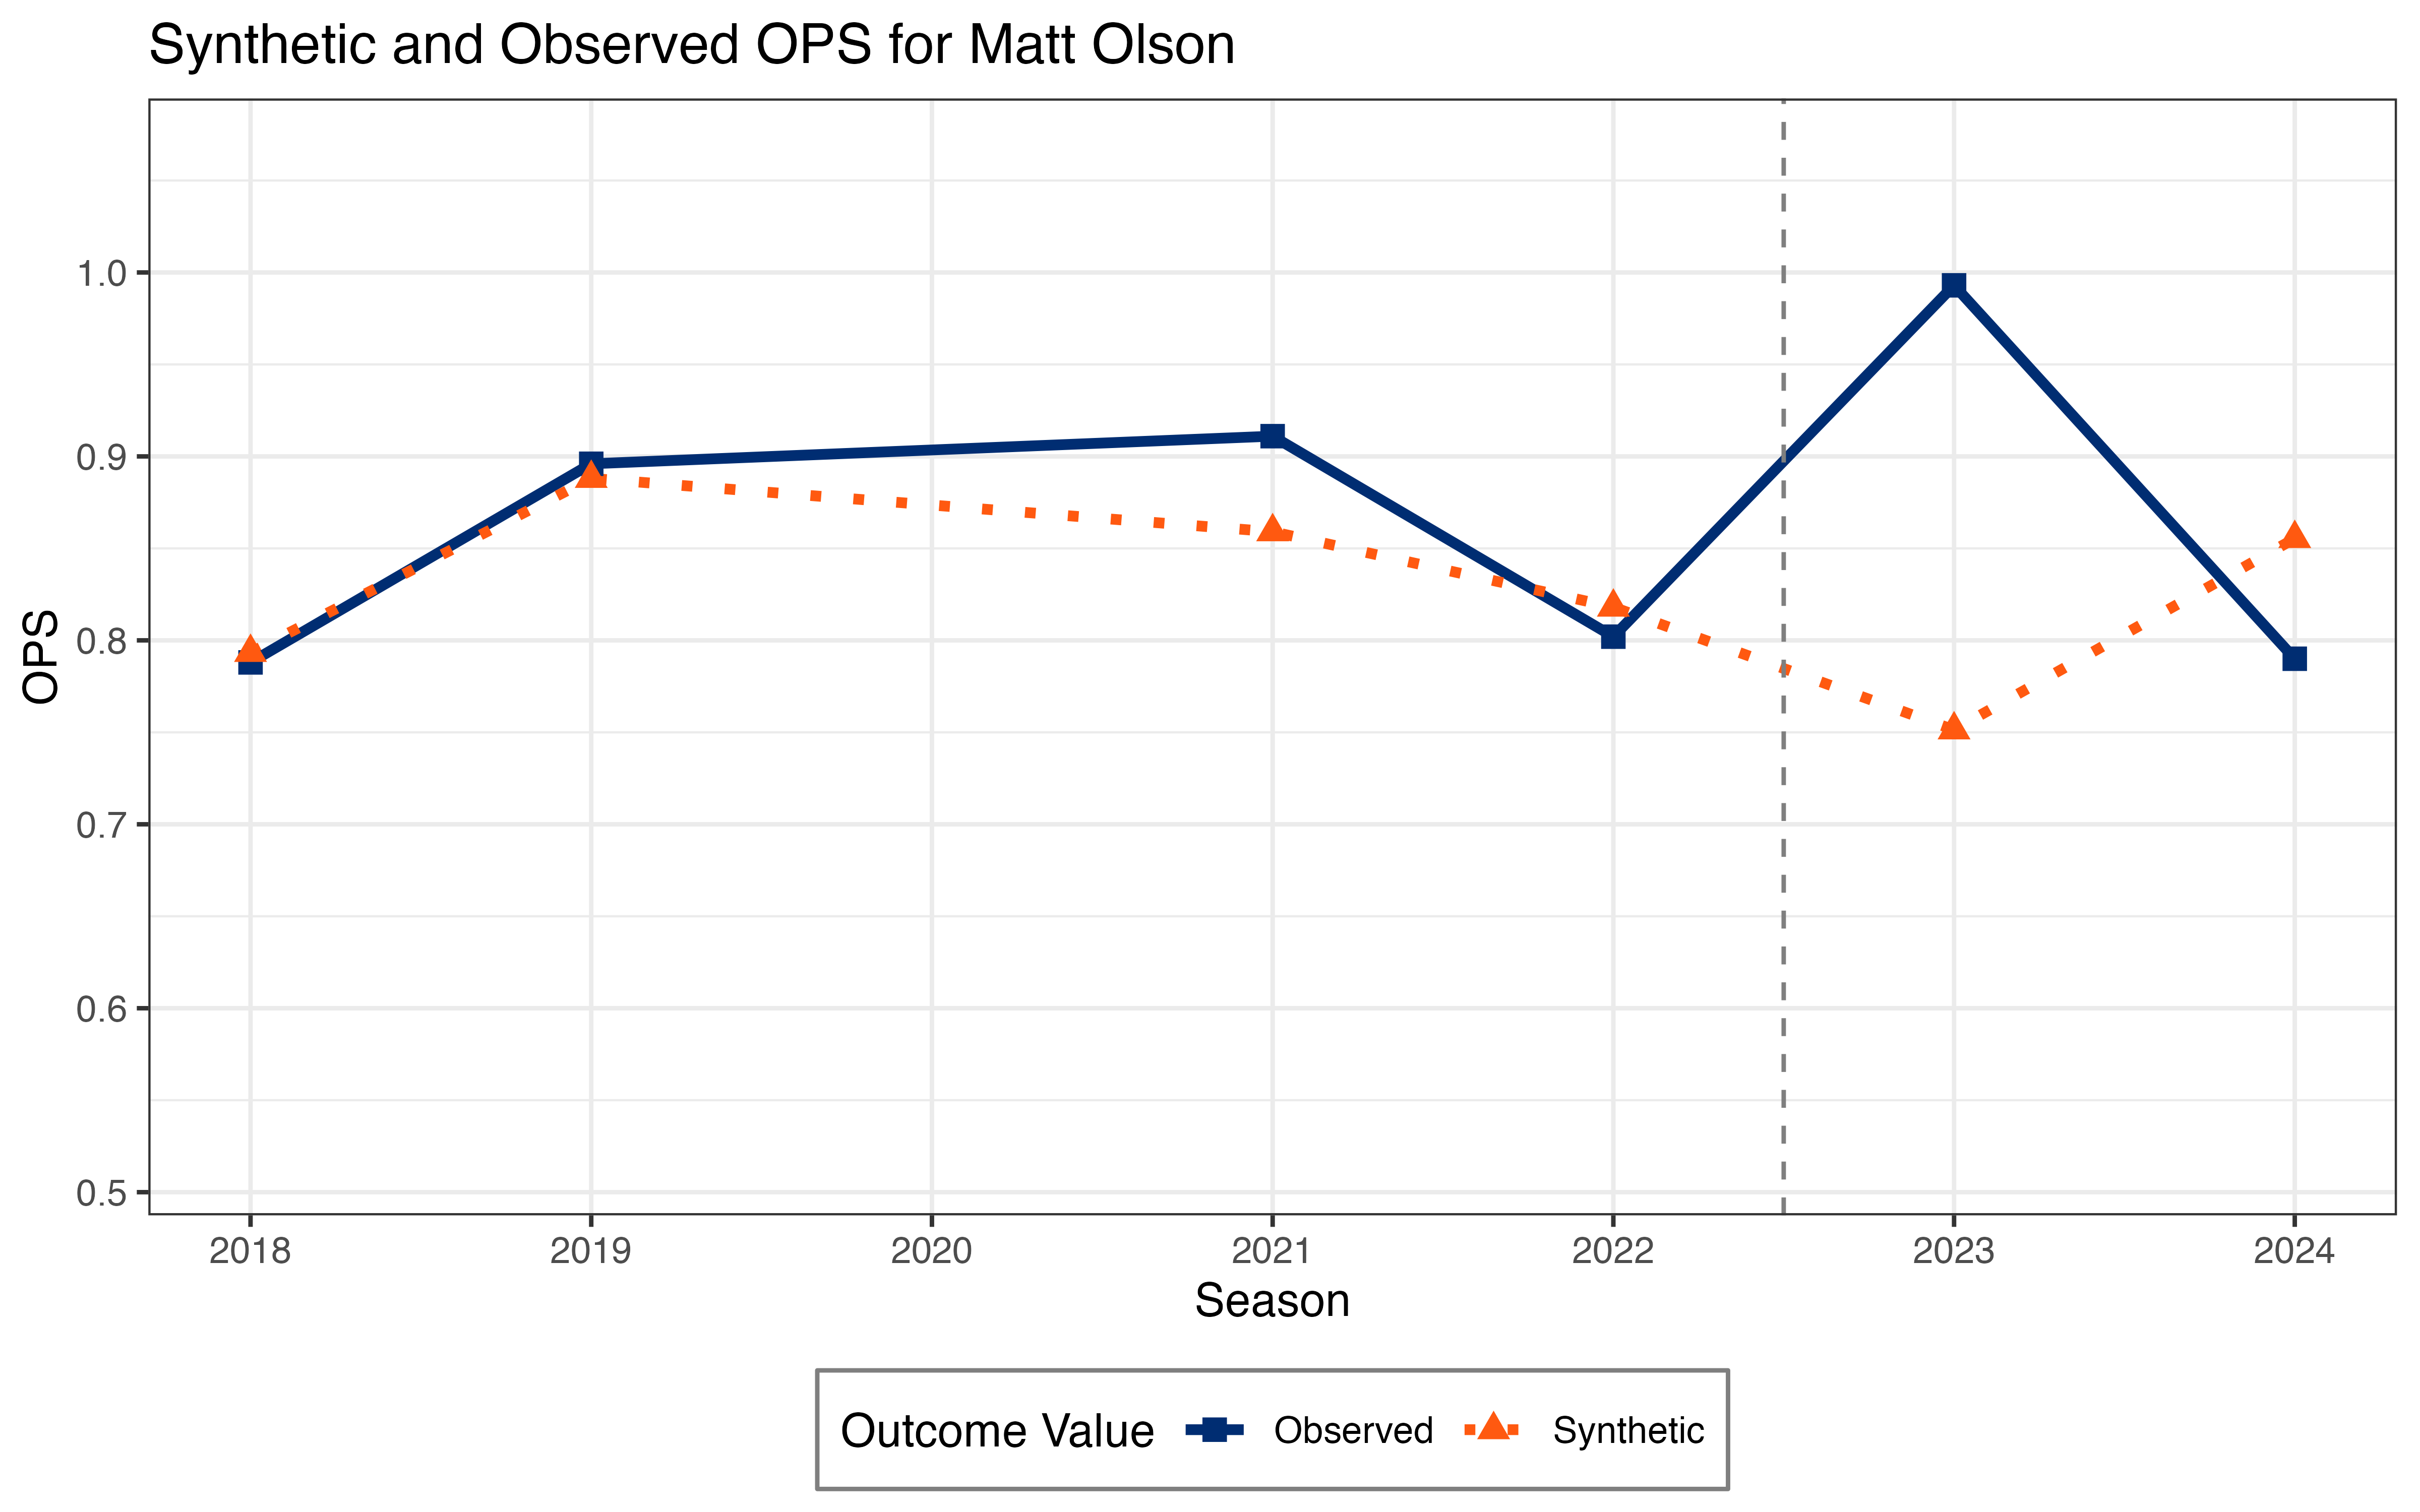 Synthetic and Observed OPS for Matt Olson
OPS
1.0
0.9
0.8
0.7
0.6
0.5
2018 2019 2020 2021 2022 2023 2024
Season
Outcome Value Observed Synthetic